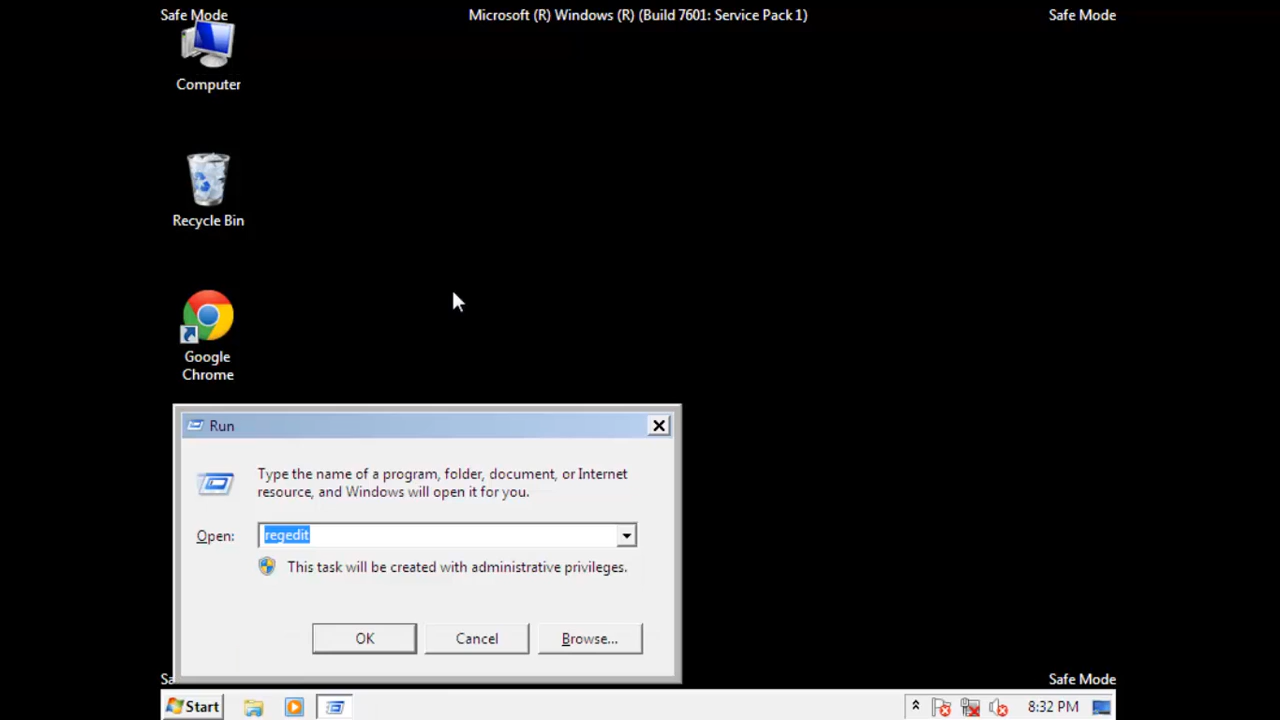 Safe Mode
Microsoft (R) Windows (R) (Build 7601: Service Pack 1)
Safe Mode
Computer
Recycle Bin
Google
Chrome
Run
Type the name of a program, folder, document, or Internet
resource, and Windows will open it for you.
Open:
regedit
This task will be created with administrative privileges.
OK
Cancel
Browse...
Sa
Safe Mode
Start
8:32 PM